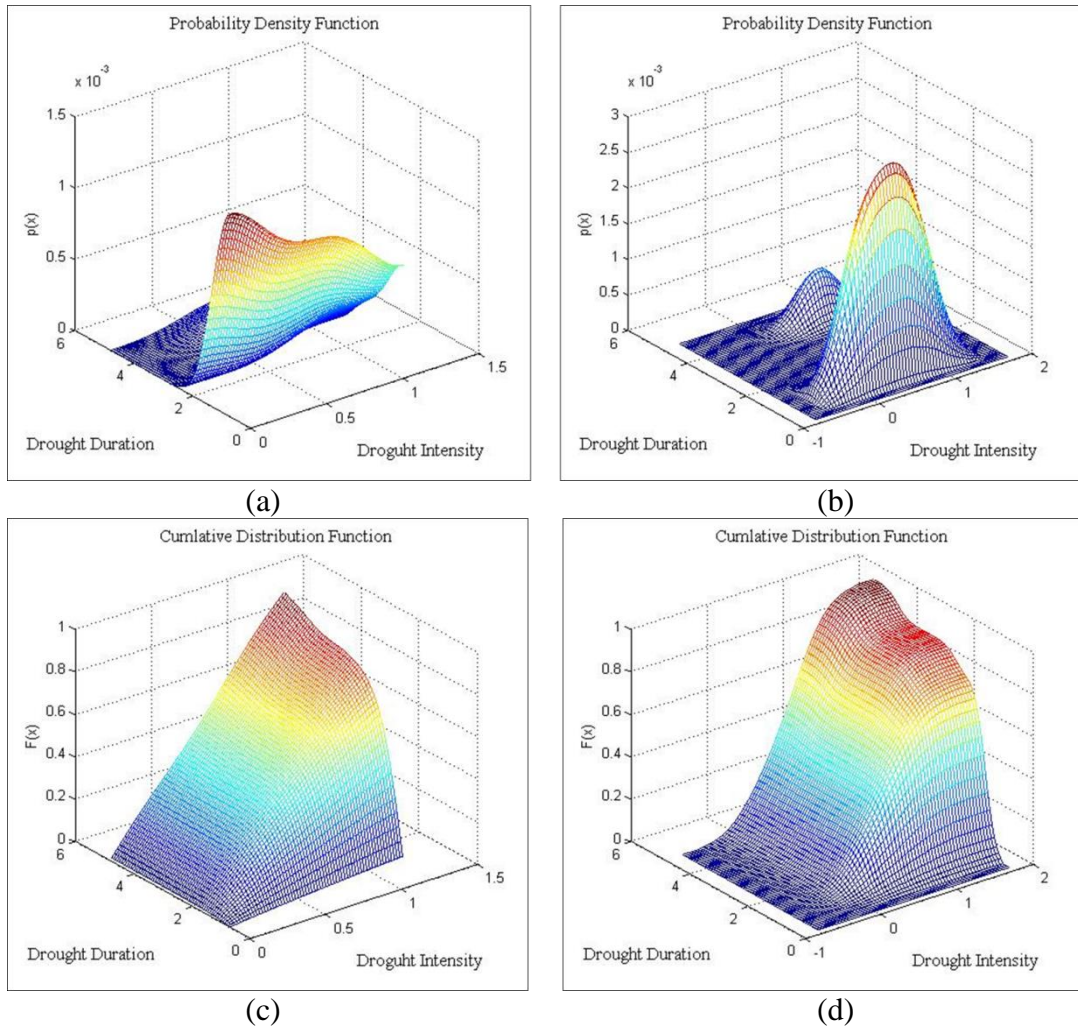 Probability Density Function
x 10^-3
1.5
1
0.5
0
p(x)
6
4
2
0
0
0.5
1
1.5
Drought Duration
Droguht Intensity
(a)
Probability Density Function
x 10^-3
3
2.5
2
1.5
1
0.5
0
p(x)
6
4
2
0
-1
0
1
2
Drought Duration
Drought Intensity
(b)
Cumlative Distribution Function
1
0.8
0.6
0.4
0.2
0
F(x)
6
4
2
0
0
0.5
1
1.5
Drought Duration
Droguht Intensity
(c)
Cumlative Distribution Function
1
0.8
0.6
0.4
0.2
0
F(x)
6
4
2
0
-1
0
1
2
Drought Duration
Drought Intensity
(d)